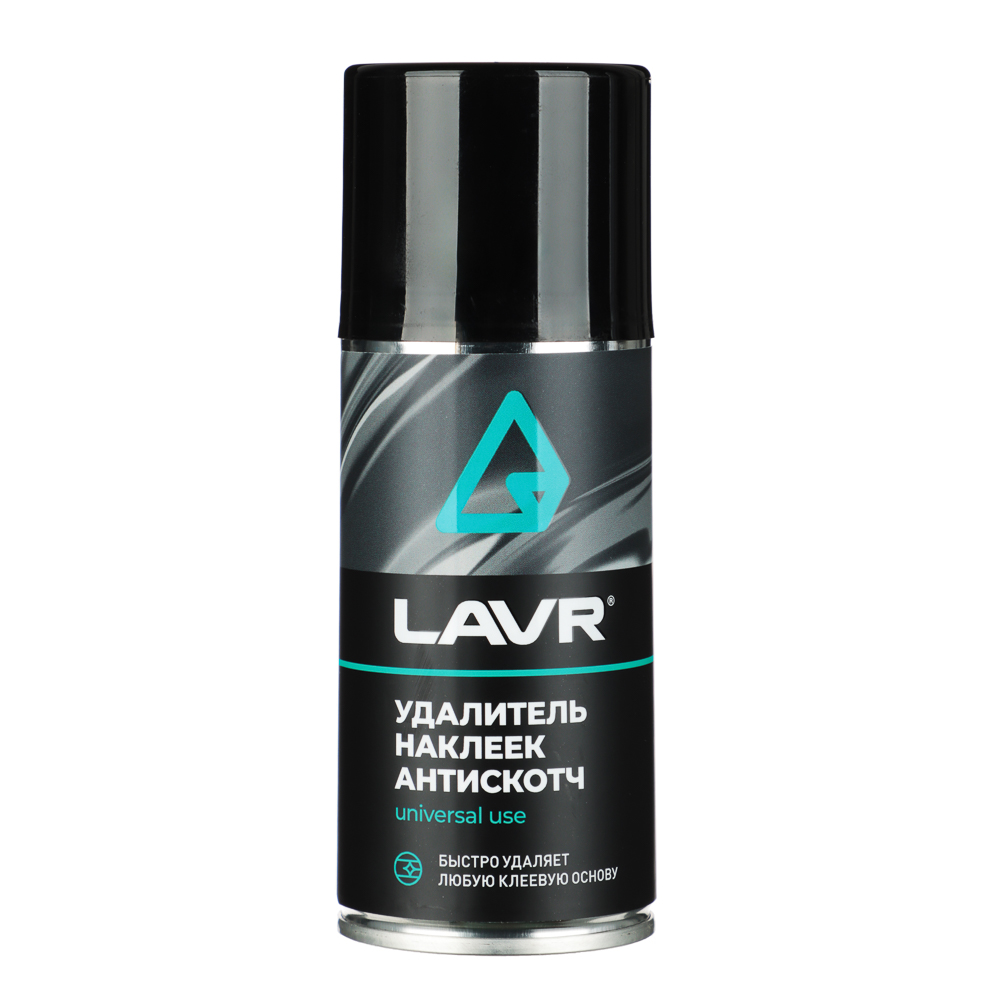 LAVR®
УДАЛИТЕЛЬ
НАКЛЕЕК
АНТИСКОТЧ
universal use
БЫСТРО УДАЛЯЕТ
ЛЮБУЮ КЛЕЕВУЮ ОСНОВУ